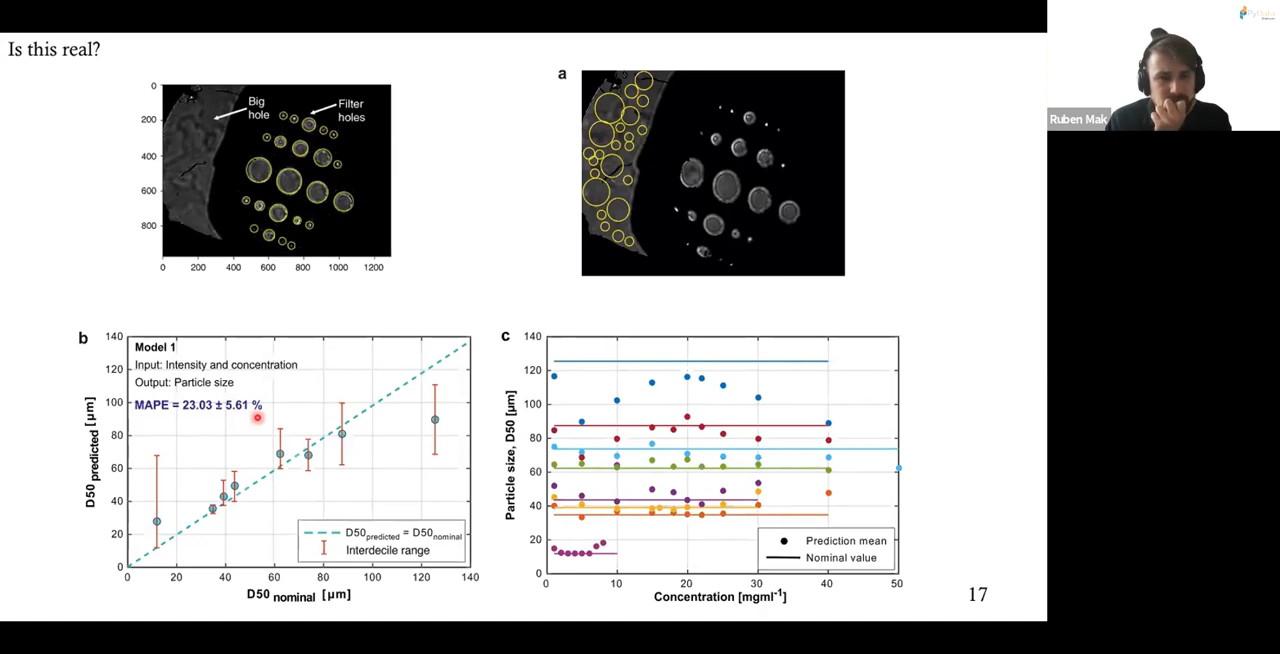 Is this real?
Big
hole
Filter
holes
0
200
400
600
800
0 200 400 600 800 1000 1200
a
Ruben Mak
b
Model 1
Input: Intensity and concentration
Output: Particle size
MAPE = 23.03 ± 5.61 %
D50 predicted [μm]
140
120
100
80
60
40
20
0
D50predicted = D50nominal
Interdecile range
0 20 40 60 80 100 120 140
D50 nominal [μm]
c
Particle size, D50 [μm]
140
120
100
80
60
40
20
0
Prediction mean
Nominal value
0 10 20 30 40 50
Concentration [mgml-1]
17